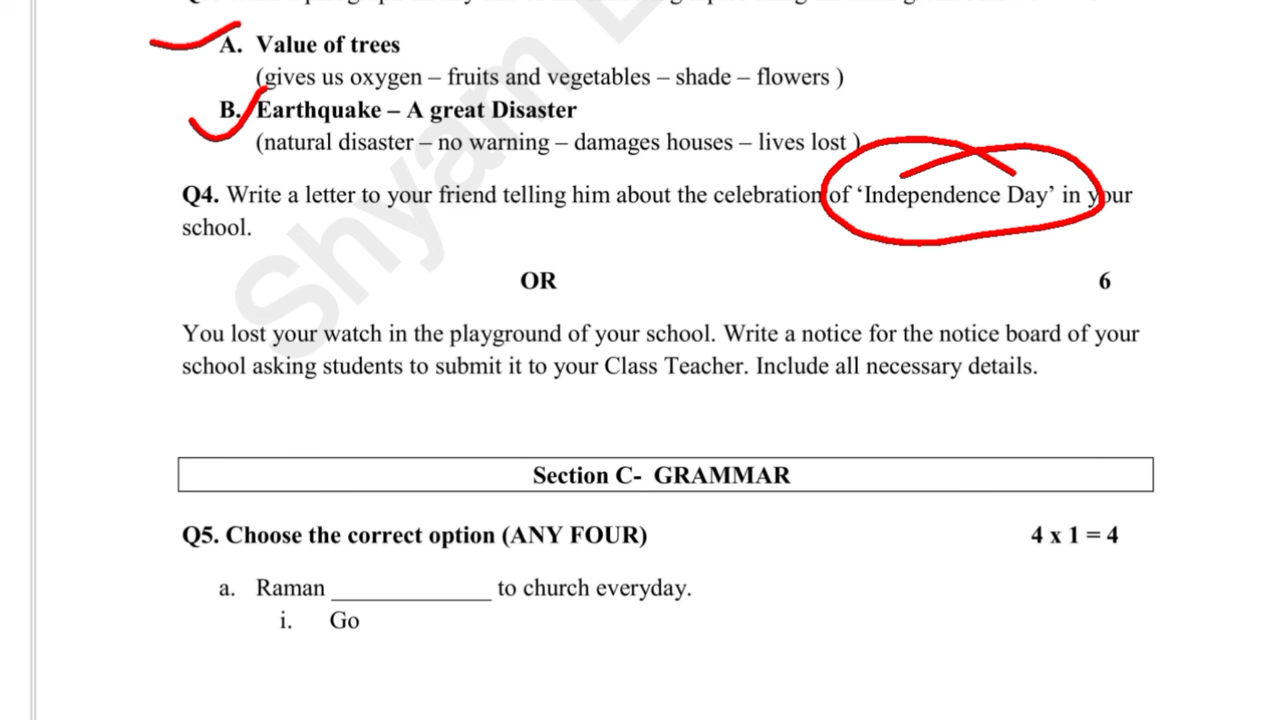 A. Value of trees
(gives us oxygen – fruits and vegetables – shade – flowers )
B. Earthquake – A great Disaster
(natural disaster – no warning – damages houses – lives lost )
Q4. Write a letter to your friend telling him about the celebration of ‘Independence Day’ in your
school.
OR 6
You lost your watch in the playground of your school. Write a notice for the notice board of your
school asking students to submit it to your Class Teacher. Include all necessary details.
Section C- GRAMMAR
Q5. Choose the correct option (ANY FOUR) 4 x 1 = 4
a. Raman _____________ to church everyday.
i. Go
Shyam